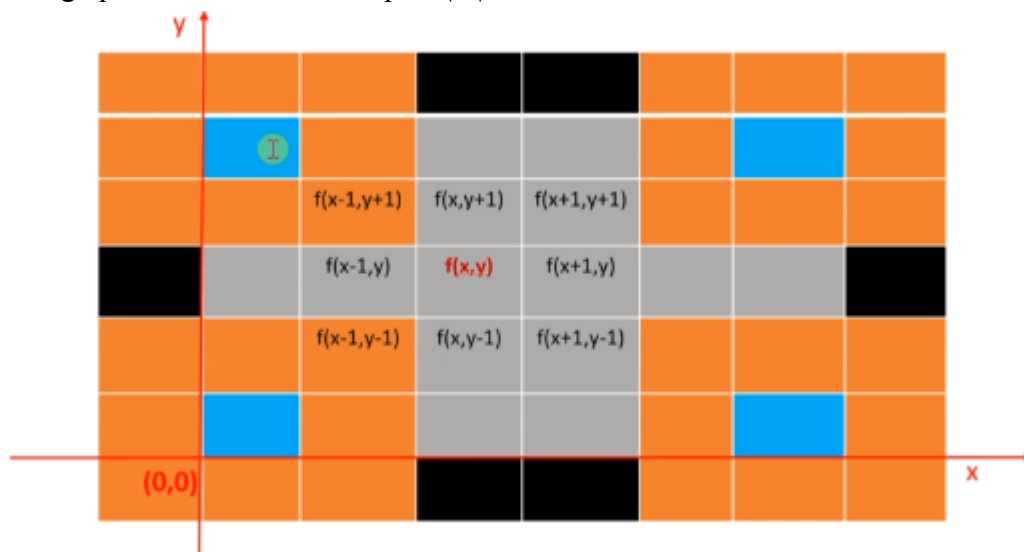 y
f(x-1,y+1) f(x,y+1) f(x+1,y+1)
f(x-1,y) f(x,y) f(x+1,y)
f(x-1,y-1) f(x,y-1) f(x+1,y-1)
(0,0) x